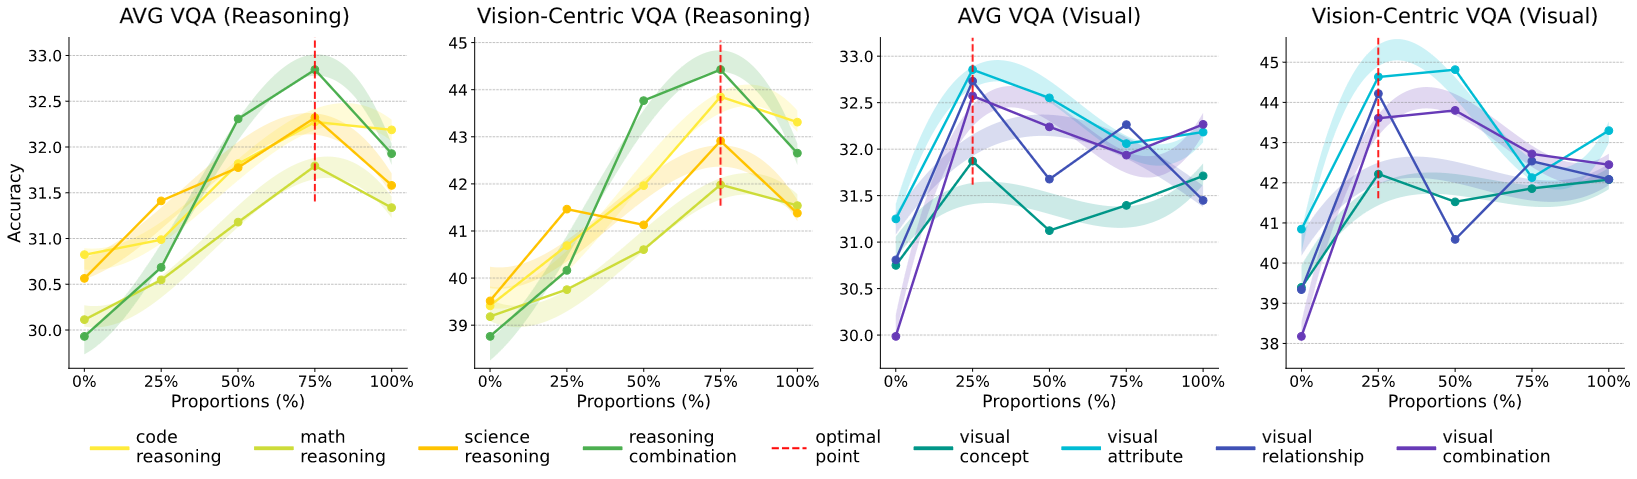 AVG VQA (Reasoning)
Vision-Centric VQA (Reasoning)
AVG VQA (Visual)
Vision-Centric VQA (Visual)
Accuracy
33.0
32.5
32.0
31.5
31.0
30.5
30.0
0%
25%
50%
75%
100%
Proportions (%)
45
44
43
42
41
40
39
0%
25%
50%
75%
100%
Proportions (%)
33.0
32.5
32.0
31.5
31.0
30.5
30.0
0%
25%
50%
75%
100%
Proportions (%)
45
44
43
42
41
40
39
38
0%
25%
50%
75%
100%
Proportions (%)
code
reasoning
math
reasoning
science
reasoning
reasoning
combination
optimal
point
visual
concept
visual
attribute
visual
relationship
visual
combination